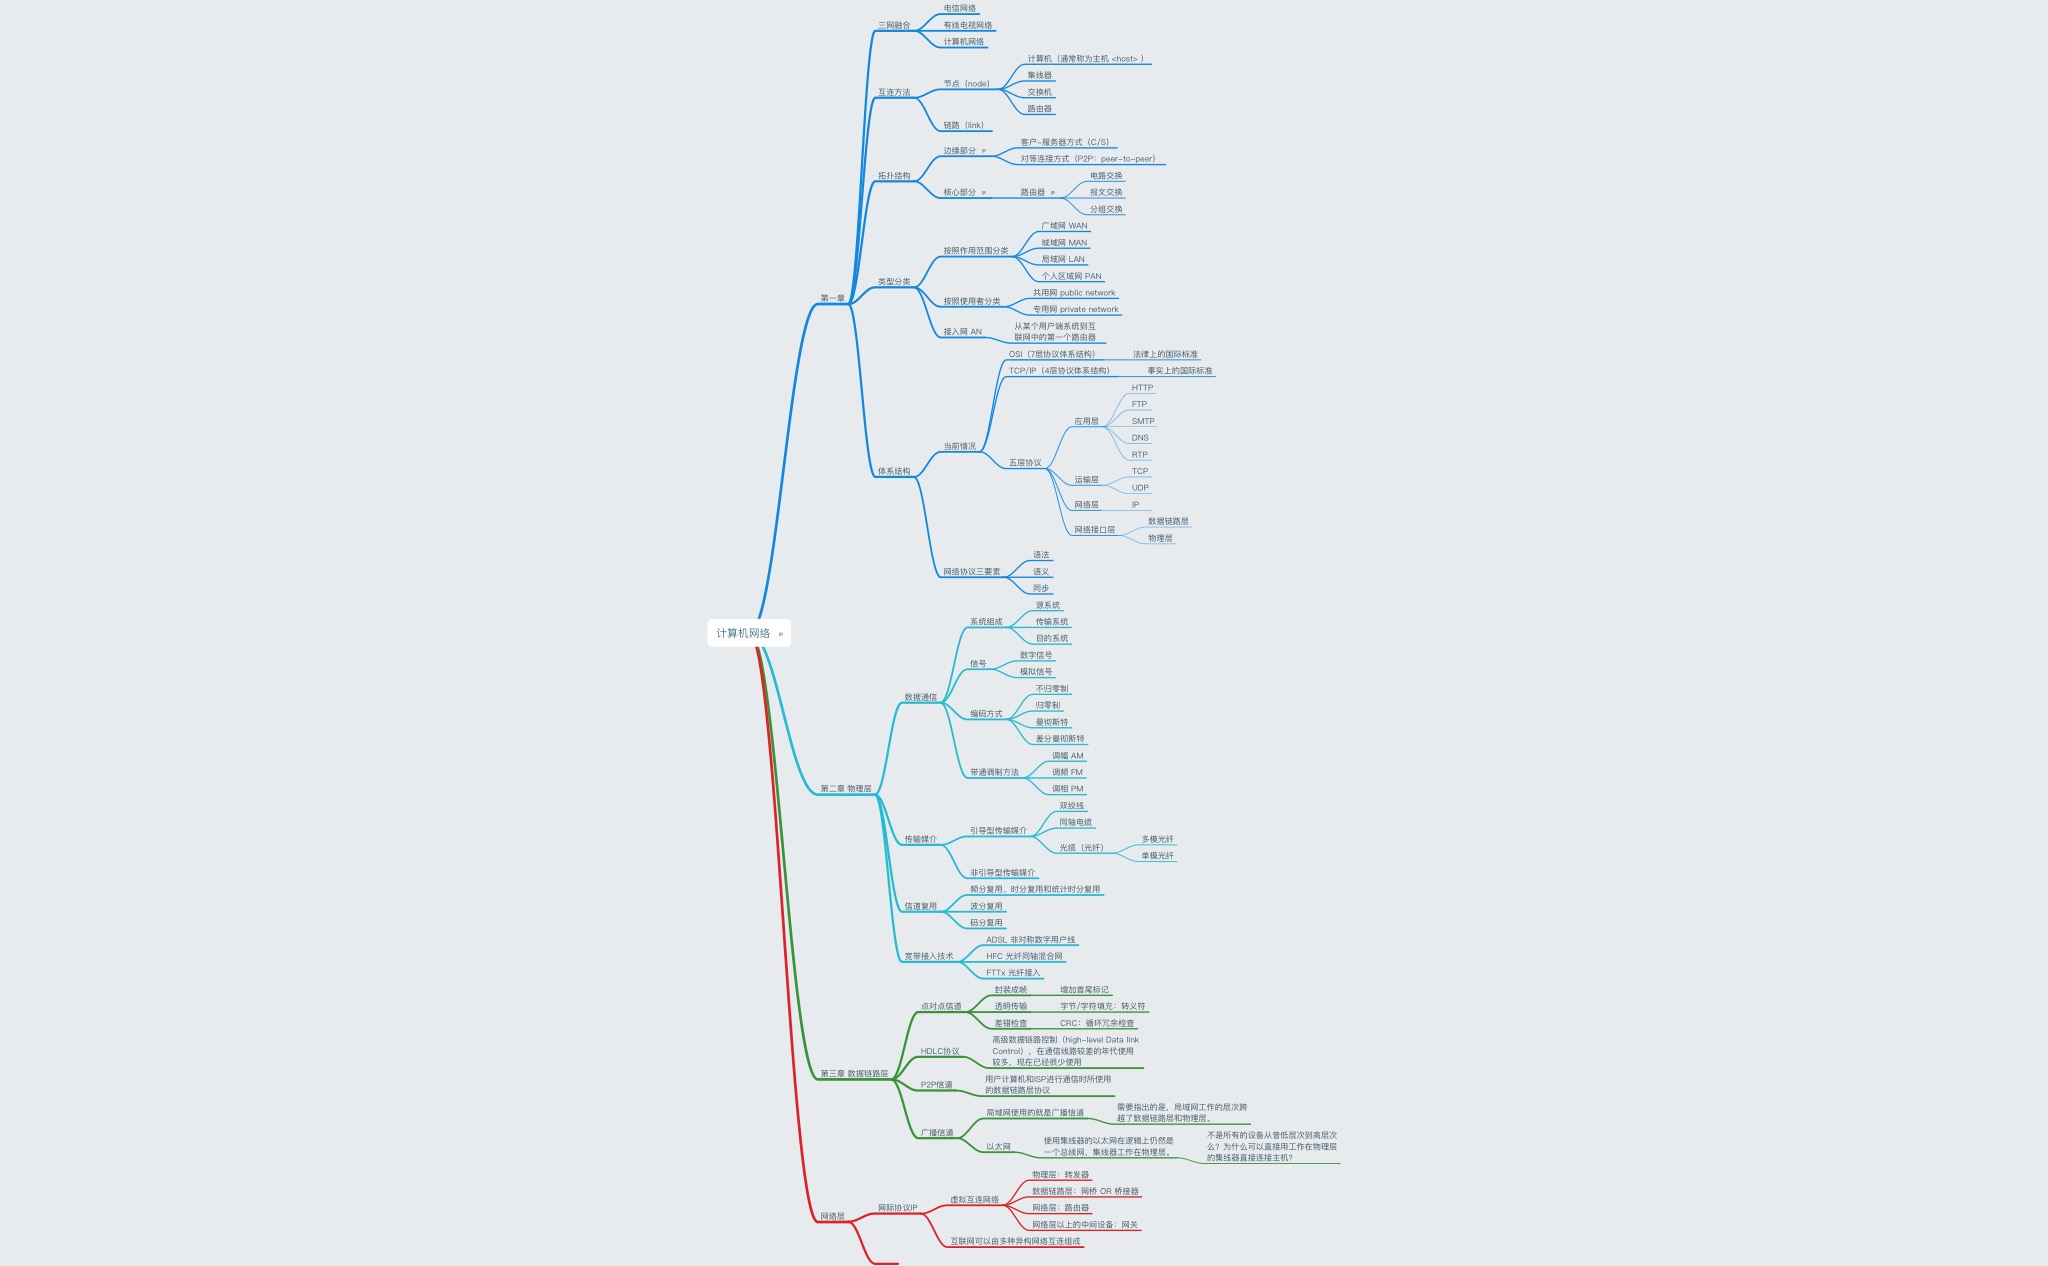 计算机网络
第一章
三网融合
电信网络
有线电视网络
计算机网络
互连方法
节点（node）
计算机（通常称为主机 <host> ）
集线器
交换机
路由器
链路（link）
拓扑结构
边缘部分
客户-服务器方式（C/S）
对等连接方式（P2P：peer-to-peer）
核心部分
路由器
电路交换
报文交换
分组交换
类型分类
按照作用范围分类
广域网 WAN
城域网 MAN
局域网 LAN
个人区域网 PAN
按照使用者分类
共用网 public network
专用网 private network
接入网 AN
从某个用户端系统到互
联网中的第一个路由器
体系结构
当前情况
OSI（7层协议体系结构）
法律上的国际标准
TCP/IP（4层协议体系结构）
事实上的国际标准
五层协议
应用层
HTTP
FTP
SMTP
DNS
RTP
运输层
TCP
UDP
网络层
IP
网络接口层
数据链路层
物理层
网络协议三要素
语法
语义
同步
第二章 物理层
数据通信
系统组成
源系统
传输系统
目的系统
信号
数字信号
模拟信号
编码方式
不归零制
归零制
曼彻斯特
差分曼彻斯特
带通调制方法
调幅 AM
调频 FM
调相 PM
传输媒介
引导型传输媒介
双绞线
同轴电缆
光缆（光纤）
多模光纤
单模光纤
非引导型传输媒介
信道复用
频分复用、时分复用和统计时分复用
波分复用
码分复用
宽带接入技术
ADSL 非对称数字用户线
HFC 光纤同轴混合网
FTTx 光纤接入
第三章 数据链路层
点对点信道
封装成帧
增加首尾标记
透明传输
字节/字符填充：转义符
差错检查
CRC：循环冗余检查
HDLC协议
高级数据链路控制（high-level Data link
Control），在通信线路较差的年代使用
较多，现在已经很少使用
P2P信道
用户计算机和ISP进行通信时所使用
的数据链路层协议
广播信道
局域网使用的就是广播信道
需要指出的是，局域网工作的层次跨
越了数据链路层和物理层。
以太网
使用集线器的以太网在逻辑上仍然是
一个总线网，集线器工作在物理层。
不是所有的设备从曾低层次到高层次
么？为什么可以直接用工作在物理层
的集线器直接连接主机？
网络层
网际协议IP
虚拟互连网络
物理层：转发器
数据链路层：网桥 OR 桥接器
网络层：路由器
网络层以上的中间设备：网关
互联网可以由多种异构网络互连组成